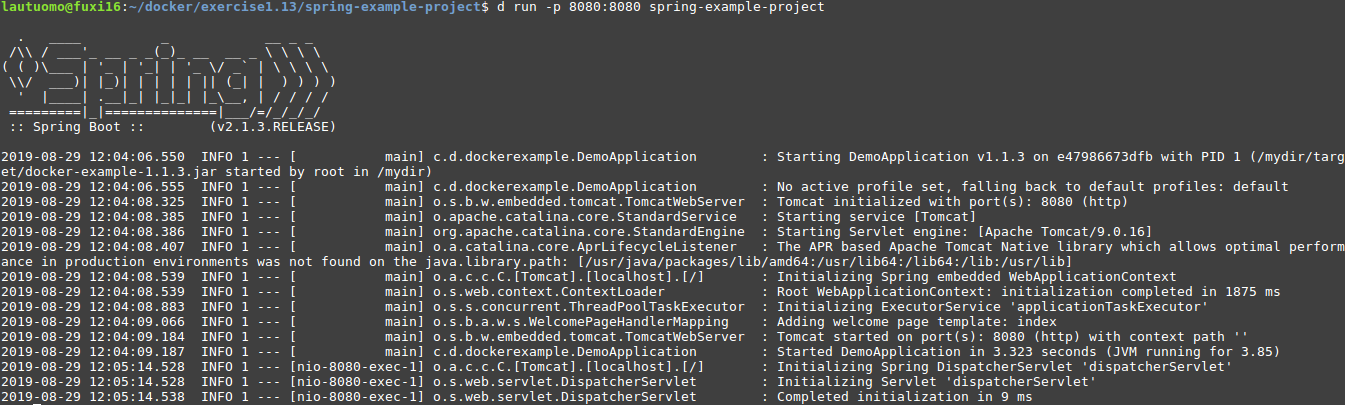 lautuomo@fuxi16:~/docker/exercise1.13/spring-example-project$ d run -p 8080:8080 spring-example-project
  .   ____          _            __ _ _
 /\\ / ___'_ __ _ _(_)_ __  __ _ \ \ \ \
( ( )\___ | '_ | '_| | '_ \/ _` | \ \ \ \
 \\/  ___)| |_)| | | | | || (_| |  ) ) ) )
  '  |____| .__|_| |_|_| |_\__, | / / / /
 =========|_|==============|___/=/_/_/_/
 :: Spring Boot ::        (v2.1.3.RELEASE)
2019-08-29 12:04:06.550  INFO 1 --- [           main] c.d.dockerexample.DemoApplication        : Starting DemoApplication v1.1.3 on e47986673dfb with PID 1 (/mydir/targ
et/docker-example-1.1.3.jar started by root in /mydir)
2019-08-29 12:04:06.555  INFO 1 --- [           main] c.d.dockerexample.DemoApplication        : No active profile set, falling back to default profiles: default
2019-08-29 12:04:08.325  INFO 1 --- [           main] o.s.b.w.embedded.tomcat.TomcatWebServer  : Tomcat initialized with port(s): 8080 (http)
2019-08-29 12:04:08.385  INFO 1 --- [           main] o.apache.catalina.core.StandardService   : Starting service [Tomcat]
2019-08-29 12:04:08.386  INFO 1 --- [           main] org.apache.catalina.core.StandardEngine  : Starting Servlet engine: [Apache Tomcat/9.0.16]
2019-08-29 12:04:08.407  INFO 1 --- [           main] o.a.catalina.core.AprLifecycleListener   : The APR based Apache Tomcat Native library which allows optimal perform
ance in production environments was not found on the java.library.path: [/usr/java/packages/lib/amd64:/usr/lib64:/lib64:/lib:/usr/lib]
2019-08-29 12:04:08.539  INFO 1 --- [           main] o.a.c.c.C.[Tomcat].[localhost].[/]       : Initializing Spring embedded WebApplicationContext
2019-08-29 12:04:08.539  INFO 1 --- [           main] o.s.web.context.ContextLoader            : Root WebApplicationContext: initialization completed in 1875 ms
2019-08-29 12:04:08.883  INFO 1 --- [           main] o.s.s.concurrent.ThreadPoolTaskExecutor  : Initializing ExecutorService 'applicationTaskExecutor'
2019-08-29 12:04:09.066  INFO 1 --- [           main] o.s.b.a.w.s.WelcomePageHandlerMapping    : Adding welcome page template: index
2019-08-29 12:04:09.184  INFO 1 --- [           main] o.s.b.w.embedded.tomcat.TomcatWebServer  : Tomcat started on port(s): 8080 (http) with context path ''
2019-08-29 12:04:09.187  INFO 1 --- [           main] c.d.dockerexample.DemoApplication        : Started DemoApplication in 3.323 seconds (JVM running for 3.85)
2019-08-29 12:05:14.528  INFO 1 --- [nio-8080-exec-1] o.a.c.c.C.[Tomcat].[localhost].[/]       : Initializing Spring DispatcherServlet 'dispatcherServlet'
2019-08-29 12:05:14.528  INFO 1 --- [nio-8080-exec-1] o.s.web.servlet.DispatcherServlet        : Initializing Servlet 'dispatcherServlet'
2019-08-29 12:05:14.538  INFO 1 --- [nio-8080-exec-1] o.s.web.servlet.DispatcherServlet        : Completed initialization in 9 ms